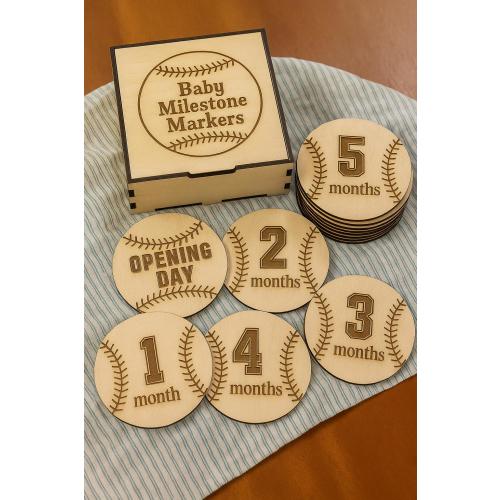 Baby
Milestone
Markers
5
months
OPENING
DAY
2
months
3
months
1
month
4
months